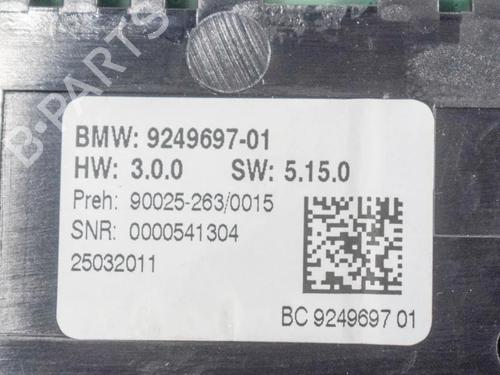 B-PARTS
BMW: 9249697-01
HW: 3.0.0 SW: 5.15.0
Preh: 90025-263/0015
SNR: 0000541304
25032011
BC 9249697 01